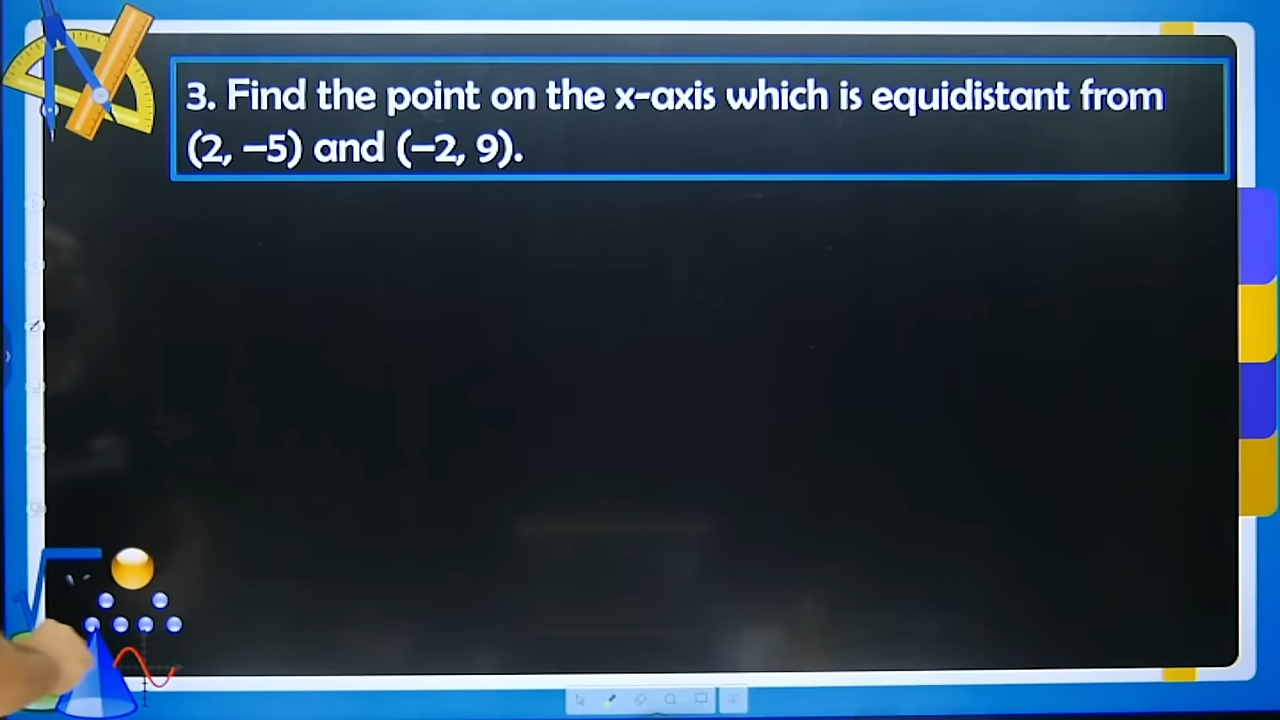 3. Find the point on the x-axis which is equidistant from
(2, –5) and (–2, 9).